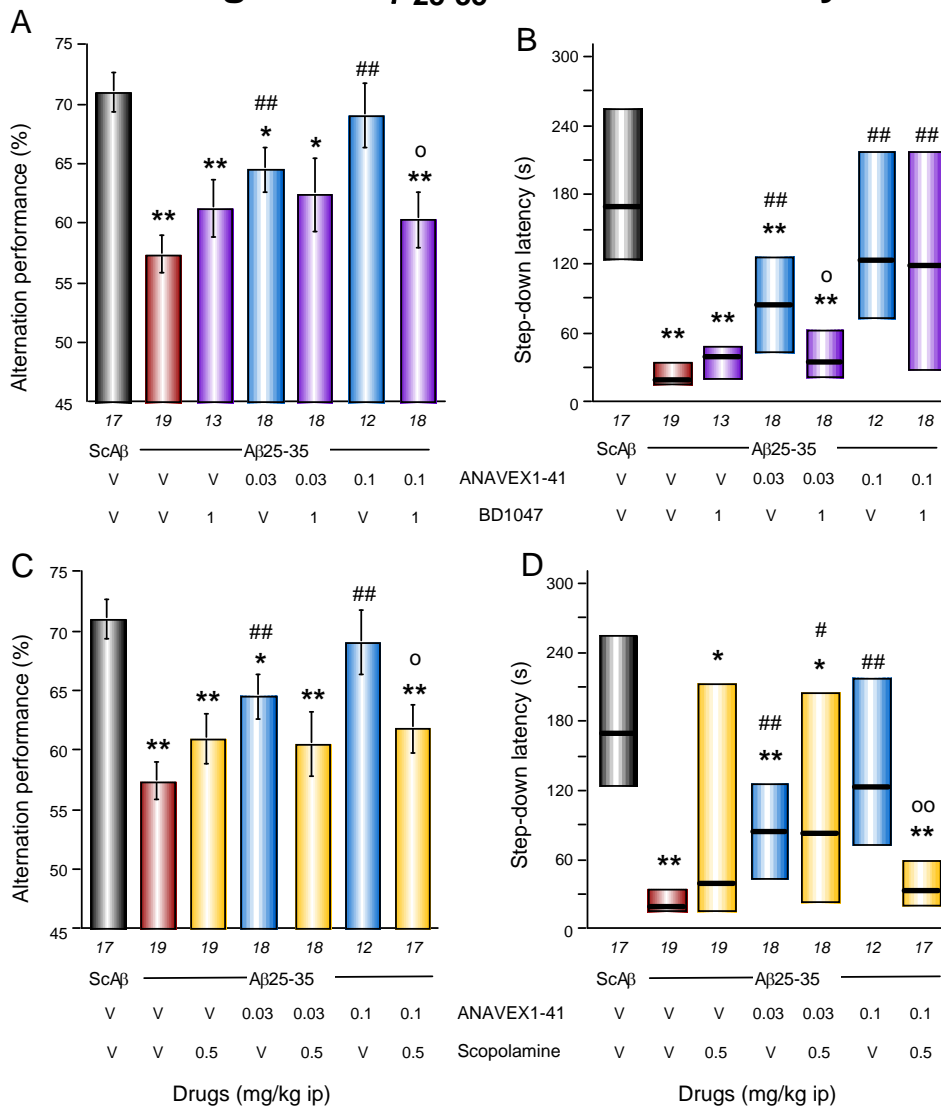 A
Alternation performance (%)
75
70
65
60
55
50
45
**
**
##
*
*
##
o
**
17 19 13 18 18 12 18
ScAβ Aβ25-35
V V V 0.03 0.03 0.1 0.1
V V 1 V 1 V 1
B
Step-down latency (s)
300
240
180
120
60
0
**
**
##
**
o
**
##
##
17 19 13 18 18 12 18
ScAβ Aβ25-35
ANAVEX1-41 V V V 0.03 0.03 0.1 0.1
BD1047 V V 1 V 1 V 1
C
Alternation performance (%)
75
70
65
60
55
50
45
**
**
##
*
**
##
o
**
17 19 19 18 18 12 17
ScAβ Aβ25-35
V V V 0.03 0.03 0.1 0.1
V V 0.5 V 0.5 V 0.5
Drugs (mg/kg ip)
D
Step-down latency (s)
300
240
180
120
60
0
**
*
##
**
#
*
##
oo
**
17 19 19 18 18 12 17
ScAβ Aβ25-35
ANAVEX1-41 V V V 0.03 0.03 0.1 0.1
Scopolamine V V 0.5 V 0.5 V 0.5
Drugs (mg/kg ip)